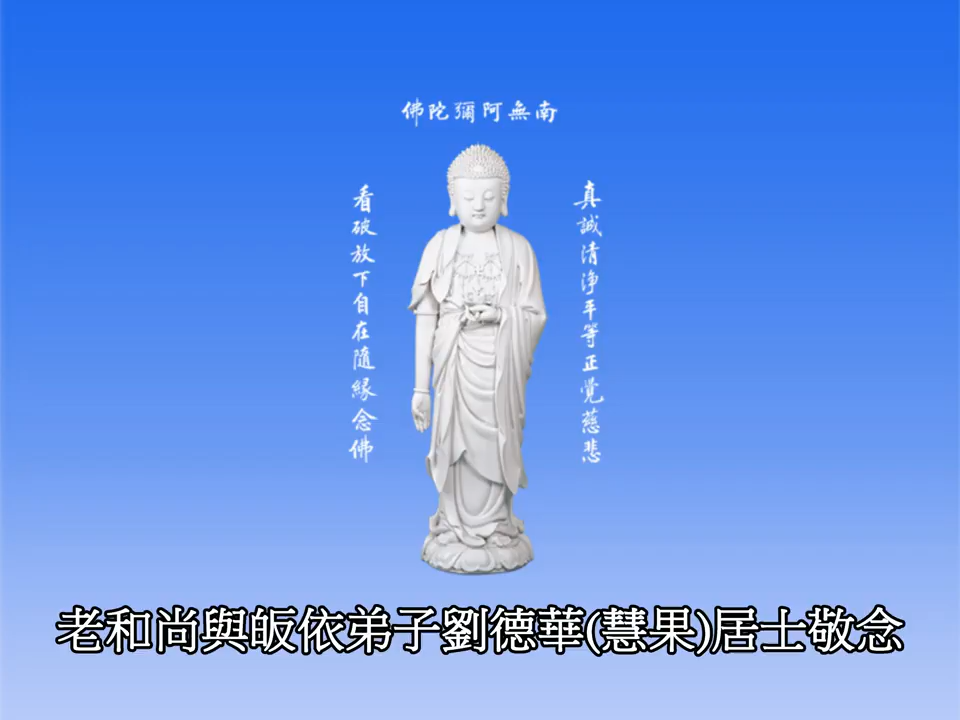 南無阿彌陀佛
真誠清淨平等正覺慈悲
看破放下自在隨緣念佛
老和尚與皈依弟子劉德華(慧果)居士敬念